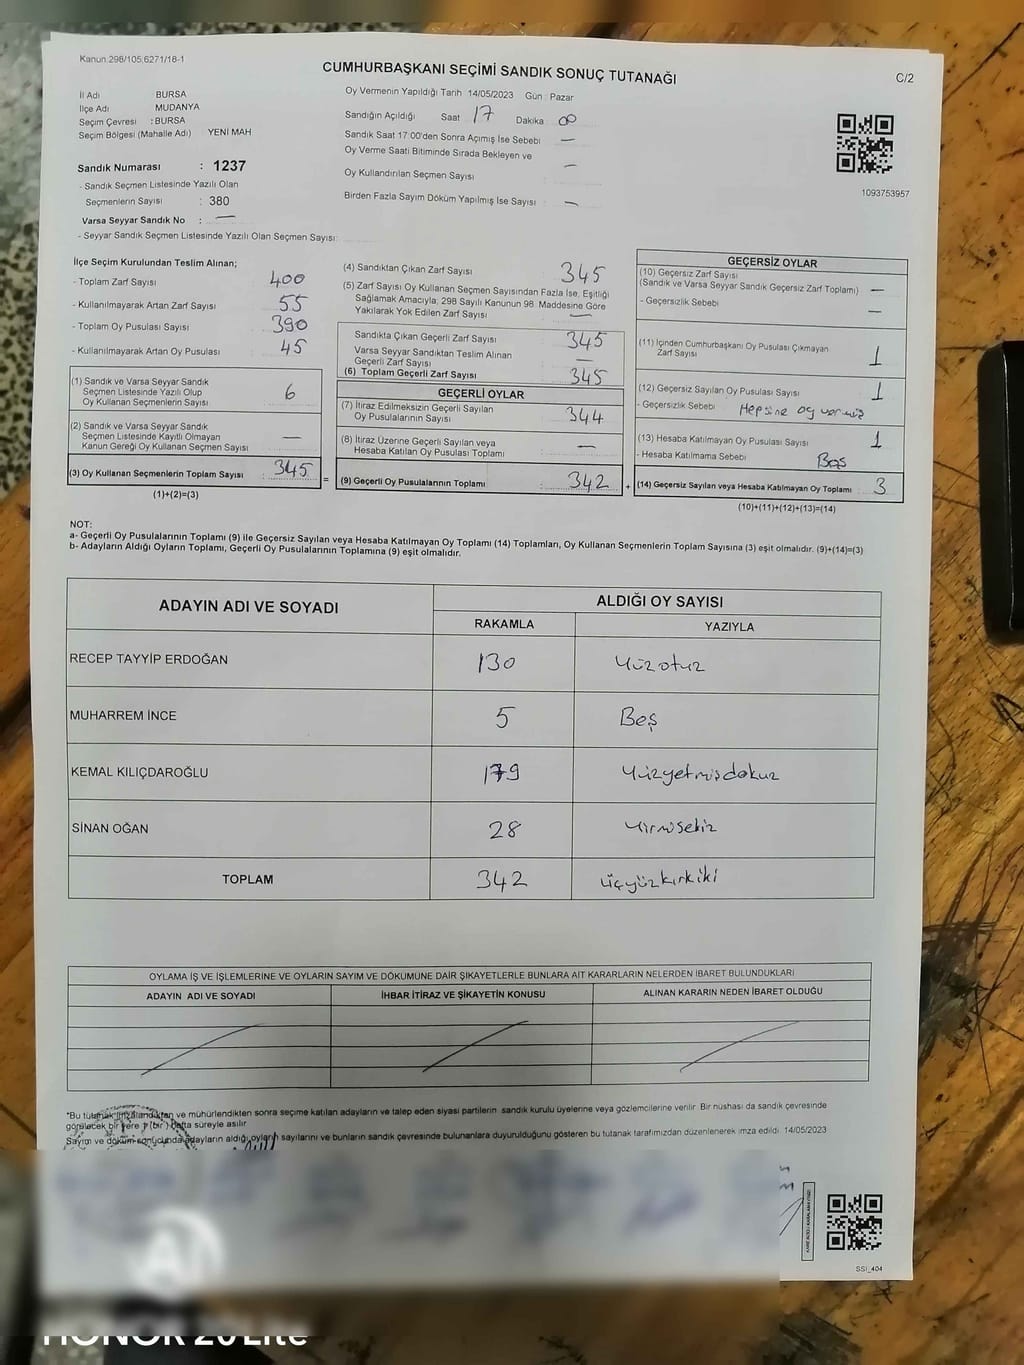 Kanun.298/105,6271/18-1
CUMHURBAŞKANI SEÇİMİ SANDIK SONUÇ TUTANAĞI
C/2
İl Adı BURSA
İlçe Adı MUDANYA
Seçim Çevresi : BURSA
Seçim Bölgesi (Mahalle Adı) YENİ MAH
Sandık Numarası : 1237
- Sandık Seçmen Listesinde Yazılı Olan
Seçmenlerin Sayısı : 380
Varsa Seyyar Sandık No : —
- Seyyar Sandık Seçmen Listesinde Yazılı Olan Seçmen Sayısı:
Oy Vermenin Yapıldığı Tarih 14/05/2023 Gün : Pazar
Sandığın Açıldığı Saat 17 Dakika 00
Sandık Saat 17:00'den Sonra Açımış İse Sebebi —
Oy Verme Saati Bitiminde Sırada Bekleyen ve
Oy Kullandırılan Seçmen Sayısı —
Birden Fazla Sayım Döküm Yapılmış İse Sayısı —
1093753957
İlçe Seçim Kurulundan Teslim Alınan;
- Toplam Zarf Sayısı 400
- Kullanılmayarak Artan Zarf Sayısı 55
- Toplam Oy Pusulası Sayısı 390
- Kullanılmayarak Artan Oy Pusulası 45
(1) Sandık ve Varsa Seyyar Sandık
Seçmen Listesinde Yazılı Olup
Oy Kullanan Seçmenlerin Sayısı 6
(2) Sandık ve Varsa Seyyar Sandık
Seçmen Listesinde Kayıtlı Olmayan
Kanun Gereği Oy Kullanan Seçmen Sayısı —
(3) Oy Kullanan Seçmenlerin Toplam Sayısı : 345
(1)+(2)=(3)
=
(4) Sandıktan Çıkan Zarf Sayısı 345
(5) Zarf Sayısı Oy Kullanan Seçmen Sayısından Fazla İse, Eşitliği
Sağlamak Amacıyla; 298 Sayılı Kanunun 98. Maddesine Göre
Yakılarak Yok Edilen Zarf Sayısı —
Sandıkta Çıkan Geçerli Zarf Sayısı 345
Varsa Seyyar Sandıktan Teslim Alınan
Geçerli Zarf Sayısı —
(6) Toplam Geçerli Zarf Sayısı 345
GEÇERLİ OYLAR
(7) İtiraz Edilmeksizin Geçerli Sayılan
Oy Pusulalarının Sayısı 344
(8) İtiraz Üzerine Geçerli Sayılan veya
Hesaba Katılan Oy Pusulası Toplamı —
(9) Geçerli Oy Pusulalarının Toplamı : 342
+
GEÇERSİZ OYLAR
(10) Geçersiz Zarf Sayısı
(Sandık ve Varsa Seyyar Sandık Geçersiz Zarf Toplamı) —
- Geçersizlik Sebebi —
(11) İçinden Cumhurbaşkanı Oy Pusulası Çıkmayan
Zarf Sayısı 1
(12) Geçersiz Sayılan Oy Pusulası Sayısı 1
- Geçersizlik Sebebi Hepsine oy vermiş
(13) Hesaba Katılmayan Oy Pusulası Sayısı 1
- Hesaba Katılmama Sebebi Boş
(14) Geçersiz Sayılan veya Hesaba Katılmayan Oy Toplamı : 3
(10)+(11)+(12)+(13)=(14)
NOT:
a- Geçerli Oy Pusulalarının Toplamı (9) ile Geçersiz Sayılan veya Hesaba Katılmayan Oy Toplamı (14) Toplamları, Oy Kullanan Seçmenlerin Toplam Sayısına (3) eşit olmalıdır. (9)+(14)=(3)
b- Adayların Aldığı Oyların Toplamı, Geçerli Oy Pusulalarının Toplamına (9) eşit olmalıdır.
ADAYIN ADI VE SOYADI ALDIĞI OY SAYISI
RAKAMLA YAZIYLA
RECEP TAYYİP ERDOĞAN 130 Yüzotuz
MUHARREM İNCE 5 Beş
KEMAL KILIÇDAROĞLU 179 Yüzyetmişdokuz
SİNAN OĞAN 28 Yirmisekiz
TOPLAM 342 üçyüzkırkiki
OYLAMA İŞ VE İŞLEMLERİNE VE OYLARIN SAYIM VE DÖKÜMÜNE DAİR ŞİKAYETLERLE BUNLARA AİT KARARLARIN NELERDEN İBARET BULUNDUKLARI
ADAYIN ADI VE SOYADI İHBAR İTİRAZ VE ŞİKAYETİN KONUSU ALINAN KARARIN NEDEN İBARET OLDUĞU
*Bu tutanak imzalandıktan ve mühürlendikten sonra seçime katılan adayların ve talep eden siyasi partilerin sandık kurulu üyelerine veya gözlemcilerine verilir. Bir nüshası da sandık çevresinde
görülecek bir yere 1 (bir) hafta süreyle asılır
Sayım ve döküm sonucunda adayların aldığı oyların sayılarını ve bunların sandık çevresinde bulunanlara duyurulduğunu gösteren bu tutanak tarafımızdan düzenlenerek imza edildi. 14/05/2023
SSI_404
HONOR 20 Lite